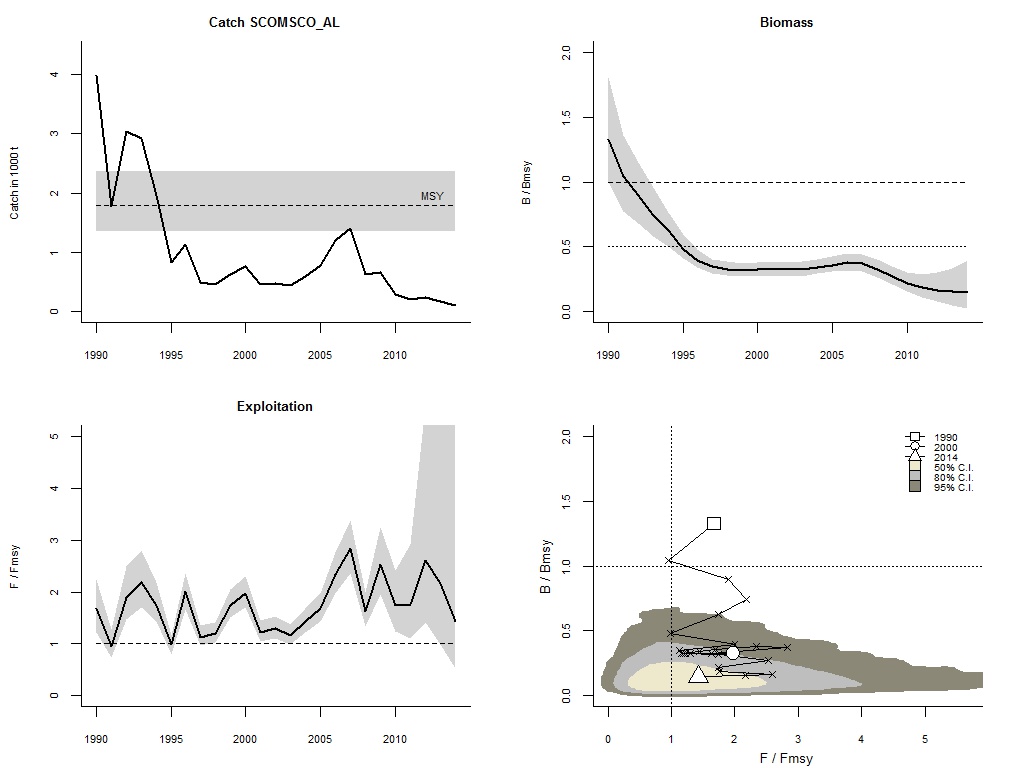 Catch SCOMSCO_AL
Catch in 1000 t
4
3
2
1
0
MSY
1990 1995 2000 2005 2010
Biomass
B / Bmsy
2.0
1.5
1.0
0.5
0.0
1990 1995 2000 2005 2010
Exploitation
F / Fmsy
5
4
3
2
1
0
1990 1995 2000 2005 2010
B / Bmsy
2.0
1.5
1.0
0.5
0.0
1990
2000
2014
50% C.I.
80% C.I.
95% C.I.
0 1 2 3 4 5
F / Fmsy